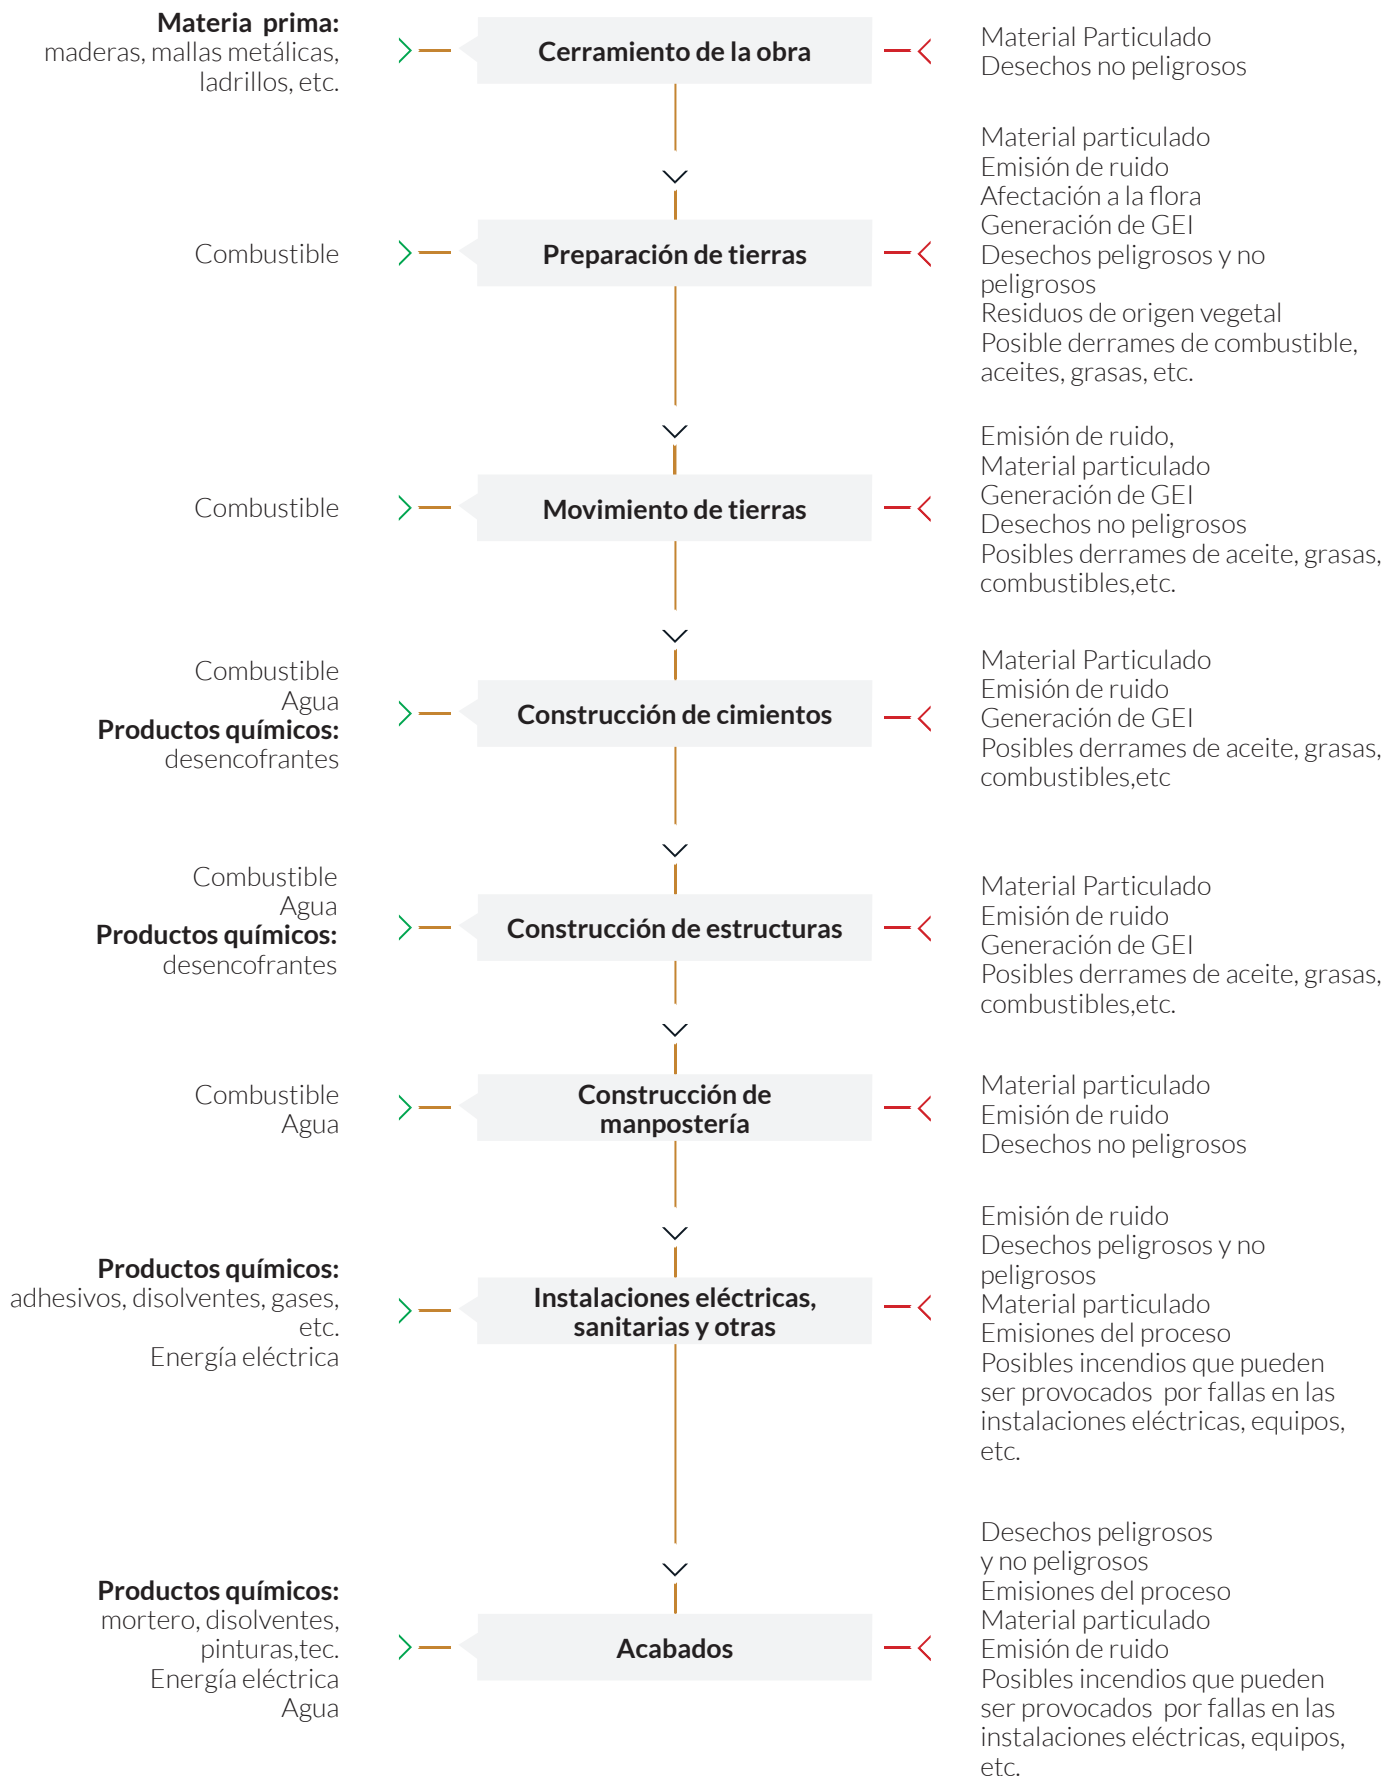 Materia  prima:
maderas, mallas metálicas,
ladrillos, etc.
Cerramiento de la obra
Material Particulado
Desechos no peligrosos
Combustible
Preparación de tierras
Material particulado
Emisión de ruido
Afectación a la flora
Generación de GEI
Desechos peligrosos y no
peligrosos
Residuos de origen vegetal
Posible derrames de combustible,
aceites, grasas, etc.
Combustible
Movimiento de tierras
Emisión de ruido,
Material particulado
Generación de GEI
Desechos no peligrosos
Posibles derrames de aceite, grasas,
combustibles,etc.
Combustible
Agua
Productos químicos:
desencofrantes
Construcción de cimientos
Material Particulado
Emisión de ruido
Generación de GEI
Posibles derrames de aceite, grasas,
combustibles,etc
Combustible
Agua
Productos químicos:
desencofrantes
Construcción de estructuras
Material Particulado
Emisión de ruido
Generación de GEI
Posibles derrames de aceite, grasas,
combustibles,etc.
Combustible
Agua
Construcción de
manpostería
Material particulado
Emisión de ruido
Desechos no peligrosos
Productos químicos:
adhesivos, disolventes, gases,
etc.
Energía eléctrica
Instalaciones eléctricas,
sanitarias y otras
Emisión de ruido
Desechos peligrosos y no
peligrosos
Material particulado
Emisiones del proceso
Posibles incendios que pueden
ser provocados  por fallas en las
instalaciones eléctricas, equipos,
etc.
Productos químicos:
mortero, disolventes,
pinturas,tec.
Energía eléctrica
Agua
Acabados
Desechos peligrosos
y no peligrosos
Emisiones del proceso
Material particulado
Emisión de ruido
Posibles incendios que pueden
ser provocados  por fallas en las
instalaciones eléctricas, equipos,
etc.